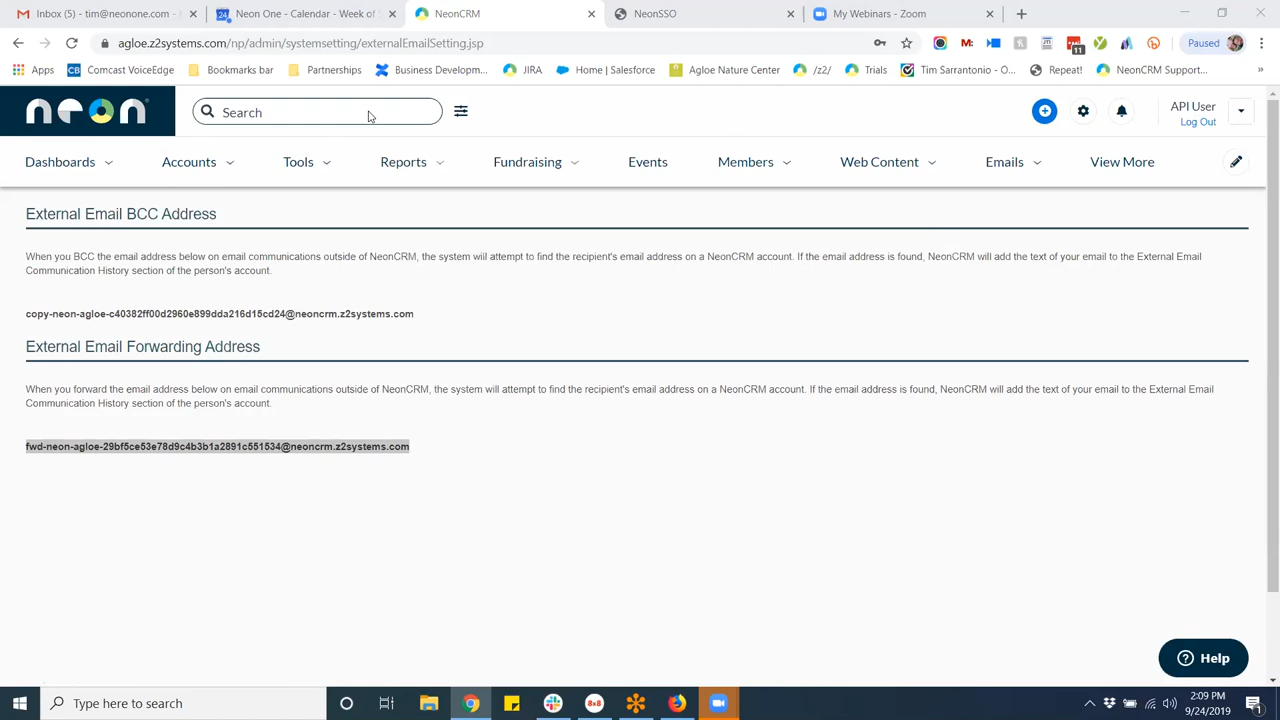 Inbox (5) - tim@neonone.com -
Neon One - Calendar - Week of S
NeonCRM
NeonSSO
My Webinars - Zoom
agloe.z2systems.com/np/admin/systemsetting/externalEmailSetting.jsp
11
Paused
Apps
Comcast VoiceEdge
Bookmarks bar
Partnerships
Business Developm...
JIRA
Home | Salesforce
Agloe Nature Center
/z2/
Trials
Tim Sarrantonio - O...
Repeat!
NeonCRM Support...
neon
Search
API User
Log Out
Dashboards
Accounts
Tools
Reports
Fundraising
Events
Members
Web Content
Emails
View More
External Email BCC Address
When you BCC the email address below on email communications outside of NeonCRM, the system will attempt to find the recipient's email address on a NeonCRM account. If the email address is found, NeonCRM will add the text of your email to the External Email
Communication History section of the person's account.
copy-neon-agloe-c40382ff00d2960e899dda216d15cd24@neoncrm.z2systems.com
External Email Forwarding Address
When you forward the email address below on email communications outside of NeonCRM, the system will attempt to find the recipient's email address on a NeonCRM account. If the email address is found, NeonCRM will add the text of your email to the External Email
Communication History section of the person's account.
fwd-neon-agloe-29bf5ce53e78d9c4b3b1a2891c551534@neoncrm.z2systems.com
Help
Type here to search
8x8
2:09 PM
9/24/2019
1